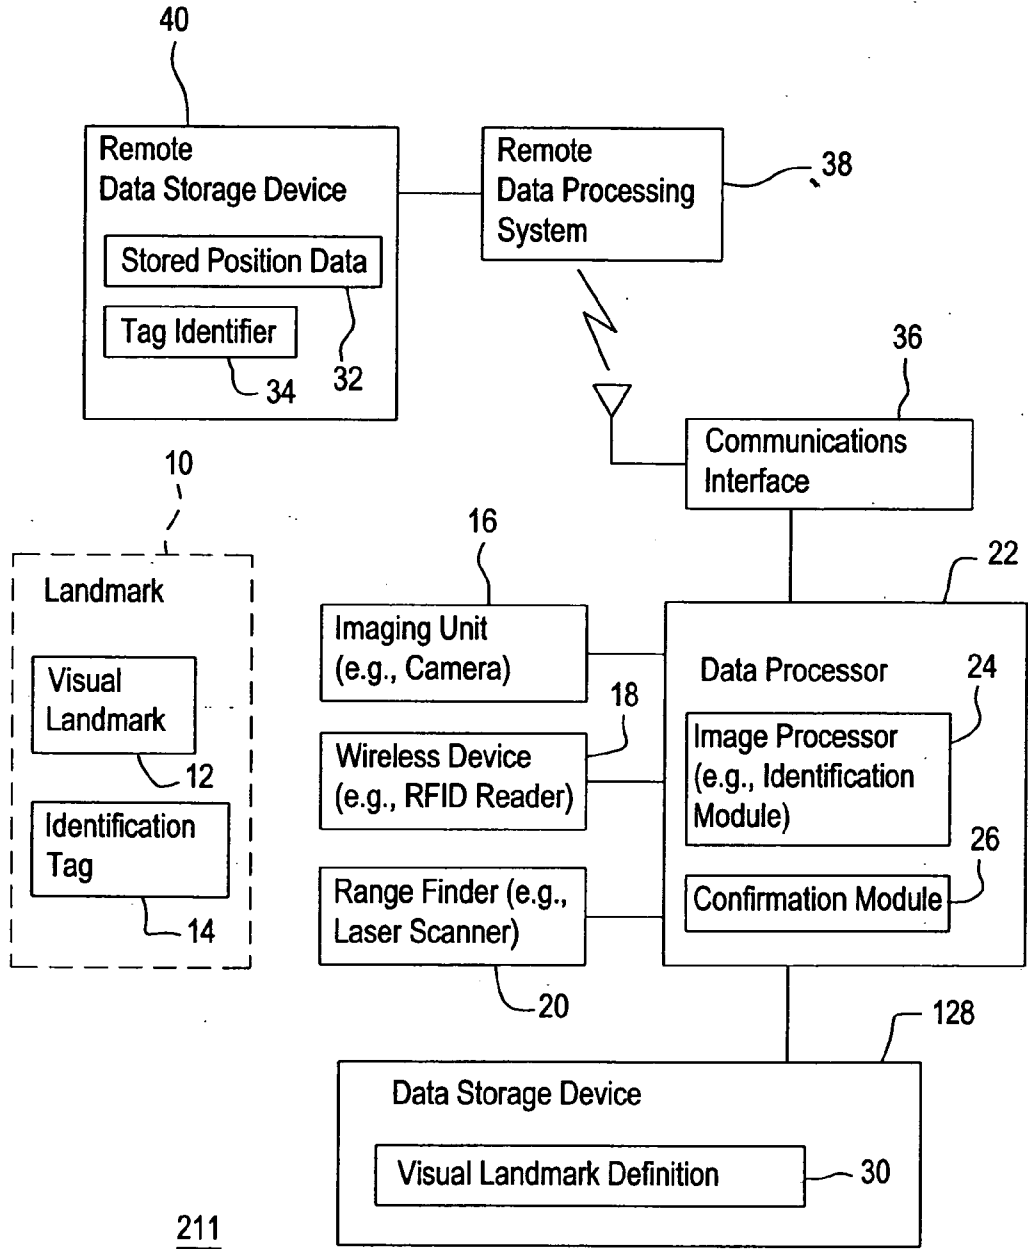 40
Remote
Data Storage Device
Stored Position Data
Tag Identifier
32
34
Remote
Data Processing
System
38
36
Communications
Interface
10
Landmark
Visual
Landmark
12
Identification
Tag
14
16
Imaging Unit
(e.g., Camera)
18
Wireless Device
(e.g., RFID Reader)
Range Finder (e.g.,
Laser Scanner)
20
22
Data Processor
24
Image Processor
(e.g., Identification
Module)
26
Confirmation Module
128
Data Storage Device
Visual Landmark Definition
30
211